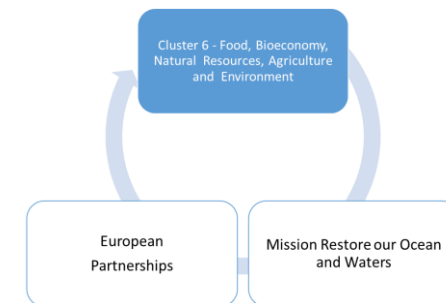 Cluster 6 - Food, Bioeconomy,
Natural Resources, Agriculture
and Environment
European
Partnerships
Mission Restore our Ocean
and Waters